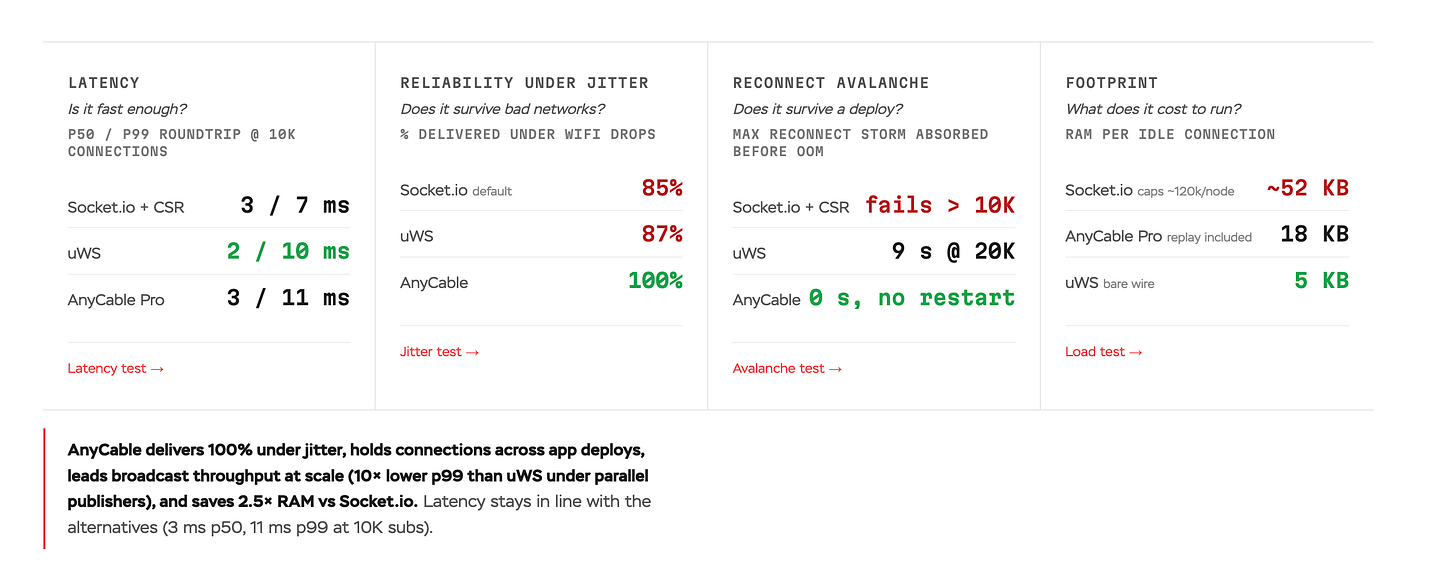 LATENCY
Is it fast enough?
P50 / P99 ROUNDTRIP @ 10K
CONNECTIONS
Socket.io + CSR 3 / 7 ms
uWS 2 / 10 ms
AnyCable Pro 3 / 11 ms
Latency test →
RELIABILITY UNDER JITTER
Does it survive bad networks?
% DELIVERED UNDER WIFI DROPS
Socket.io default 85%
uWS 87%
AnyCable 100%
Jitter test →
RECONNECT AVALANCHE
Does it survive a deploy?
MAX RECONNECT STORM ABSORBED
BEFORE OOM
Socket.io + CSR fails > 10K
uWS 9 s @ 20K
AnyCable 0 s, no restart
Avalanche test →
FOOTPRINT
What does it cost to run?
RAM PER IDLE CONNECTION
Socket.io caps ~120k/node ~52 KB
AnyCable Pro replay included 18 KB
uWS bare wire 5 KB
Load test →
AnyCable delivers 100% under jitter, holds connections across app deploys,
leads broadcast throughput at scale (10× lower p99 than uWS under parallel
publishers), and saves 2.5× RAM vs Socket.io. Latency stays in line with the
alternatives (3 ms p50, 11 ms p99 at 10K subs).